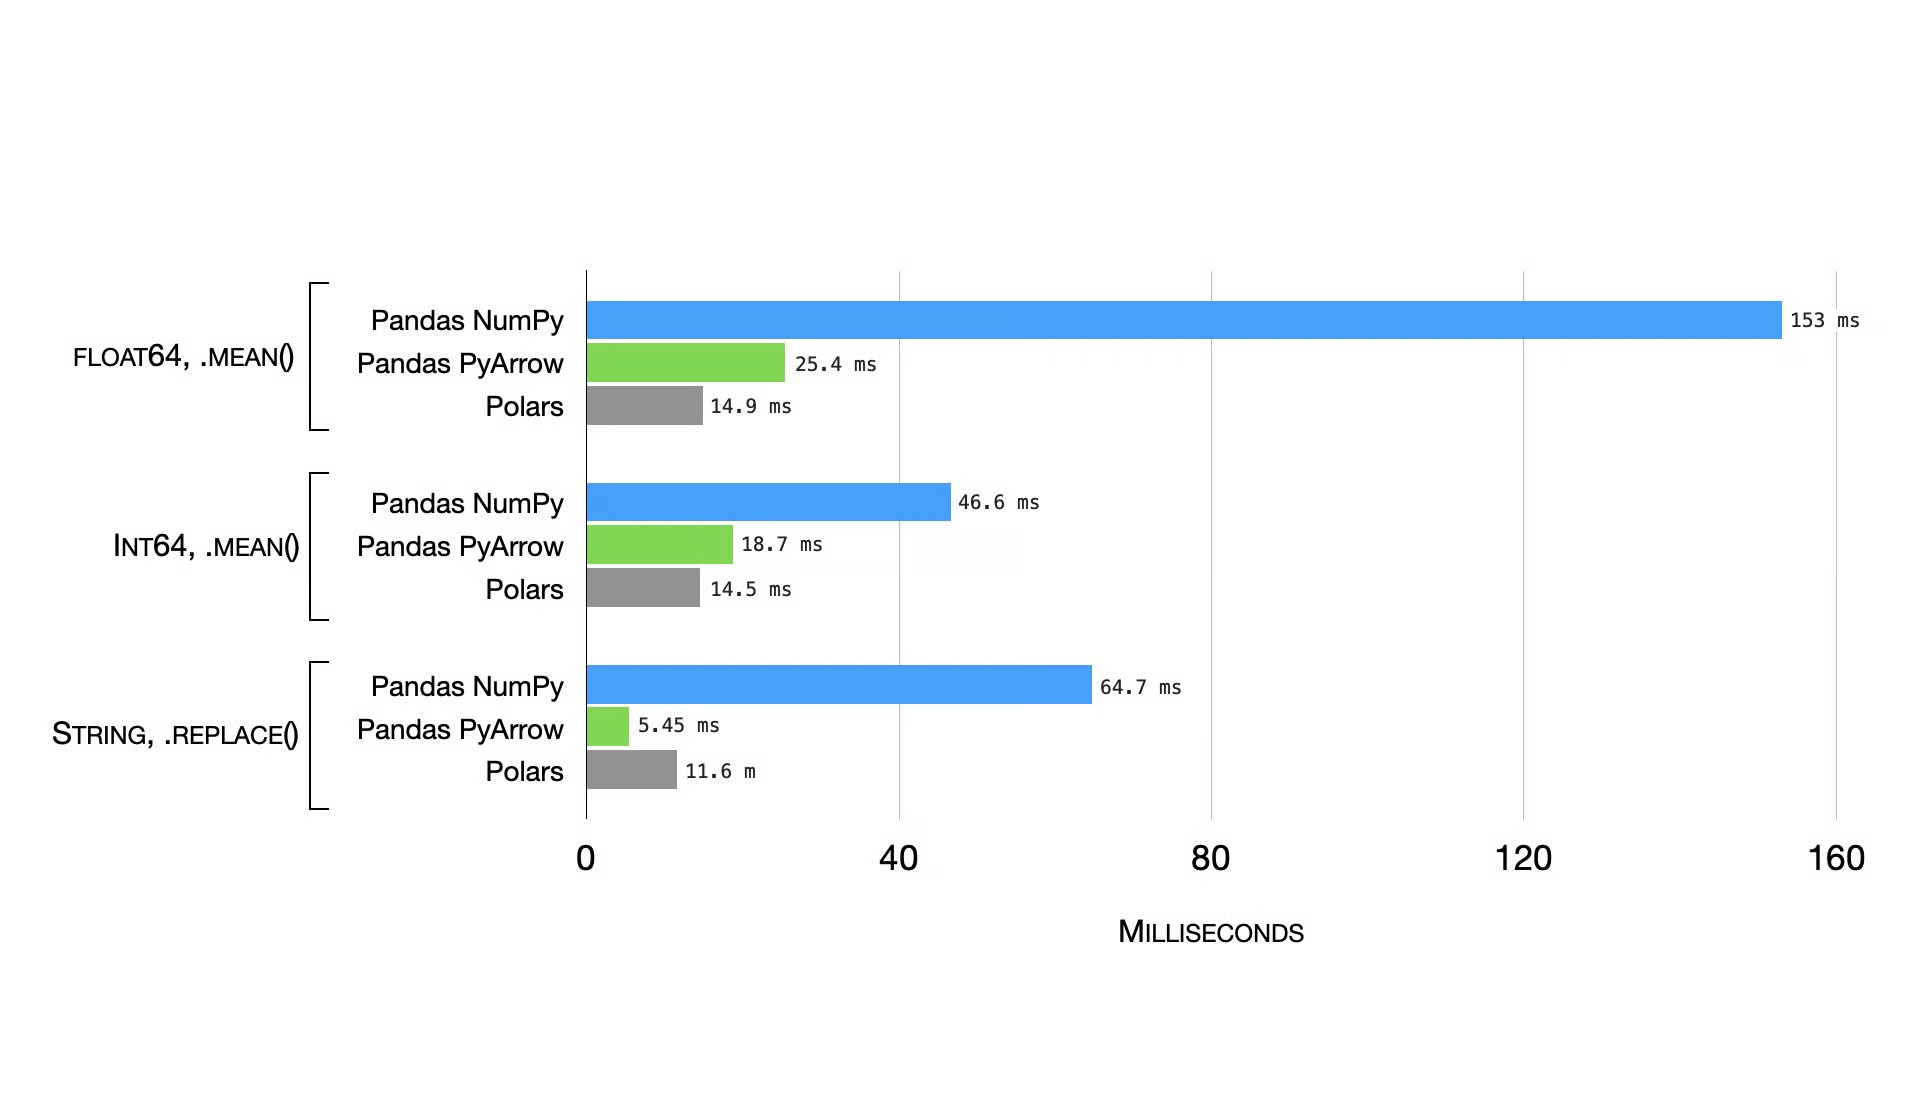 FLOAT64, .MEAN()
Pandas NumPy 153 ms
Pandas PyArrow 25.4 ms
Polars 14.9 ms
INT64, .MEAN()
Pandas NumPy 46.6 ms
Pandas PyArrow 18.7 ms
Polars 14.5 ms
STRING, .REPLACE()
Pandas NumPy 64.7 ms
Pandas PyArrow 5.45 ms
Polars 11.6 m
0 40 80 120 160
MILLISECONDS